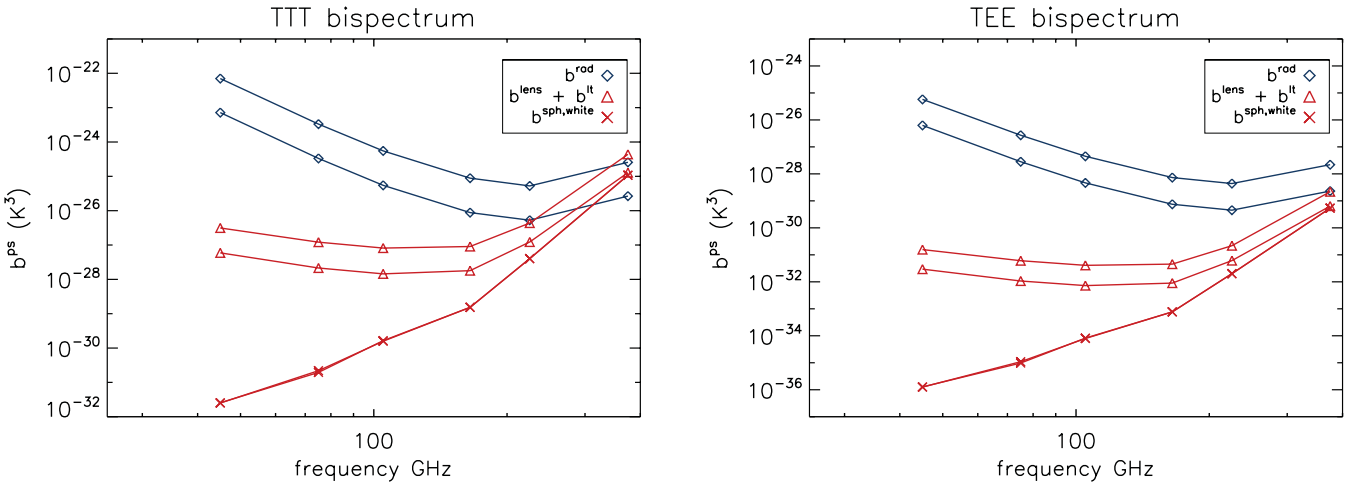 TTT bispectrum
b^ps (K^3)
10^-22
10^-24
10^-26
10^-28
10^-30
10^-32
b^rad
b^lens + b^lt
b^sph,white
100
frequency GHz
TEE bispectrum
b^ps (K^3)
10^-24
10^-26
10^-28
10^-30
10^-32
10^-34
10^-36
b^rad
b^lens + b^lt
b^sph,white
100
frequency GHz